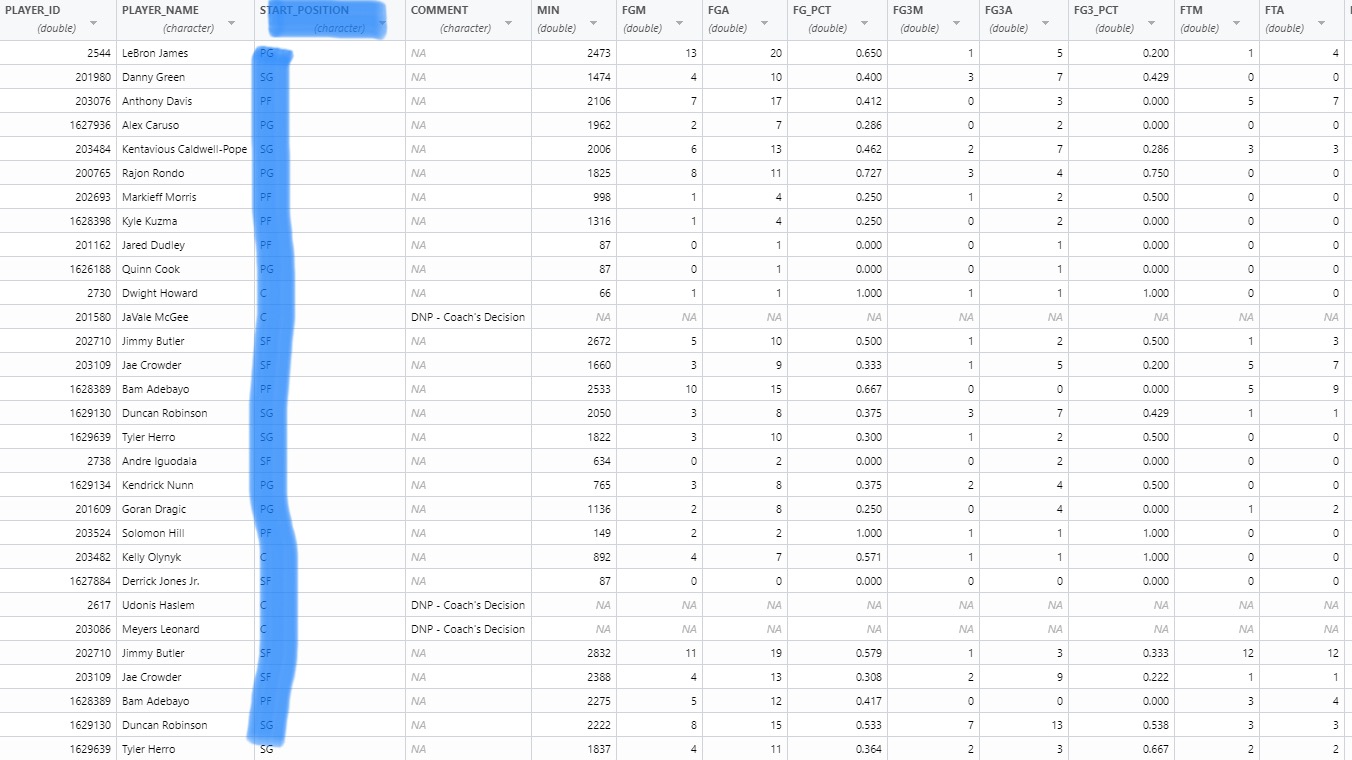 PLAYER_ID PLAYER_NAME START_POSITION COMMENT MIN FGM FGA FG_PCT FG3M FG3A FG3_PCT FTM FTA
(double) (character) (character) (character) (double) (double) (double) (double) (double) (double) (double) (double) (double)
2544 LeBron James PG NA 2473 13 20 0.650 1 5 0.200 1 4
201980 Danny Green SG NA 1474 4 10 0.400 3 7 0.429 0 0
203076 Anthony Davis PF NA 2106 7 17 0.412 0 3 0.000 5 7
1627936 Alex Caruso PG NA 1962 2 7 0.286 0 2 0.000 0 0
203484 Kentavious Caldwell-Pope SG NA 2006 6 13 0.462 2 7 0.286 3 3
200765 Rajon Rondo PG NA 1825 8 11 0.727 3 4 0.750 0 0
202693 Markieff Morris PF NA 998 1 4 0.250 1 2 0.500 0 0
1628398 Kyle Kuzma PF NA 1316 1 4 0.250 0 2 0.000 0 0
201162 Jared Dudley PF NA 87 0 1 0.000 0 1 0.000 0 0
1626188 Quinn Cook PG NA 87 0 1 0.000 0 1 0.000 0 0
2730 Dwight Howard C NA 66 1 1 1.000 1 1 1.000 0 0
201580 JaVale McGee C DNP - Coach's Decision NA NA NA NA NA NA NA NA NA
202710 Jimmy Butler SF NA 2672 5 10 0.500 1 2 0.500 1 3
203109 Jae Crowder SF NA 1660 3 9 0.333 1 5 0.200 5 7
1628389 Bam Adebayo PF NA 2533 10 15 0.667 0 0 0.000 5 9
1629130 Duncan Robinson SG NA 2050 3 8 0.375 3 7 0.429 1 1
1629639 Tyler Herro SG NA 1822 3 10 0.300 1 2 0.500 0 0
2738 Andre Iguodala SF NA 634 0 2 0.000 0 2 0.000 0 0
1629134 Kendrick Nunn PG NA 765 3 8 0.375 2 4 0.500 0 0
201609 Goran Dragic PG NA 1136 2 8 0.250 0 4 0.000 1 2
203524 Solomon Hill PF NA 149 2 2 1.000 1 1 1.000 0 0
203482 Kelly Olynyk C NA 892 4 7 0.571 1 1 1.000 0 0
1627884 Derrick Jones Jr. SF NA 87 0 0 0.000 0 0 0.000 0 0
2617 Udonis Haslem C DNP - Coach's Decision NA NA NA NA NA NA NA NA NA
203086 Meyers Leonard C DNP - Coach's Decision NA NA NA NA NA NA NA NA NA
202710 Jimmy Butler SF NA 2832 11 19 0.579 1 3 0.333 12 12
203109 Jae Crowder SF NA 2388 4 13 0.308 2 9 0.222 1 1
1628389 Bam Adebayo PF NA 2275 5 12 0.417 0 0 0.000 3 4
1629130 Duncan Robinson SG NA 2222 8 15 0.533 7 13 0.538 3 3
1629639 Tyler Herro SG NA 1837 4 11 0.364 2 3 0.667 2 2